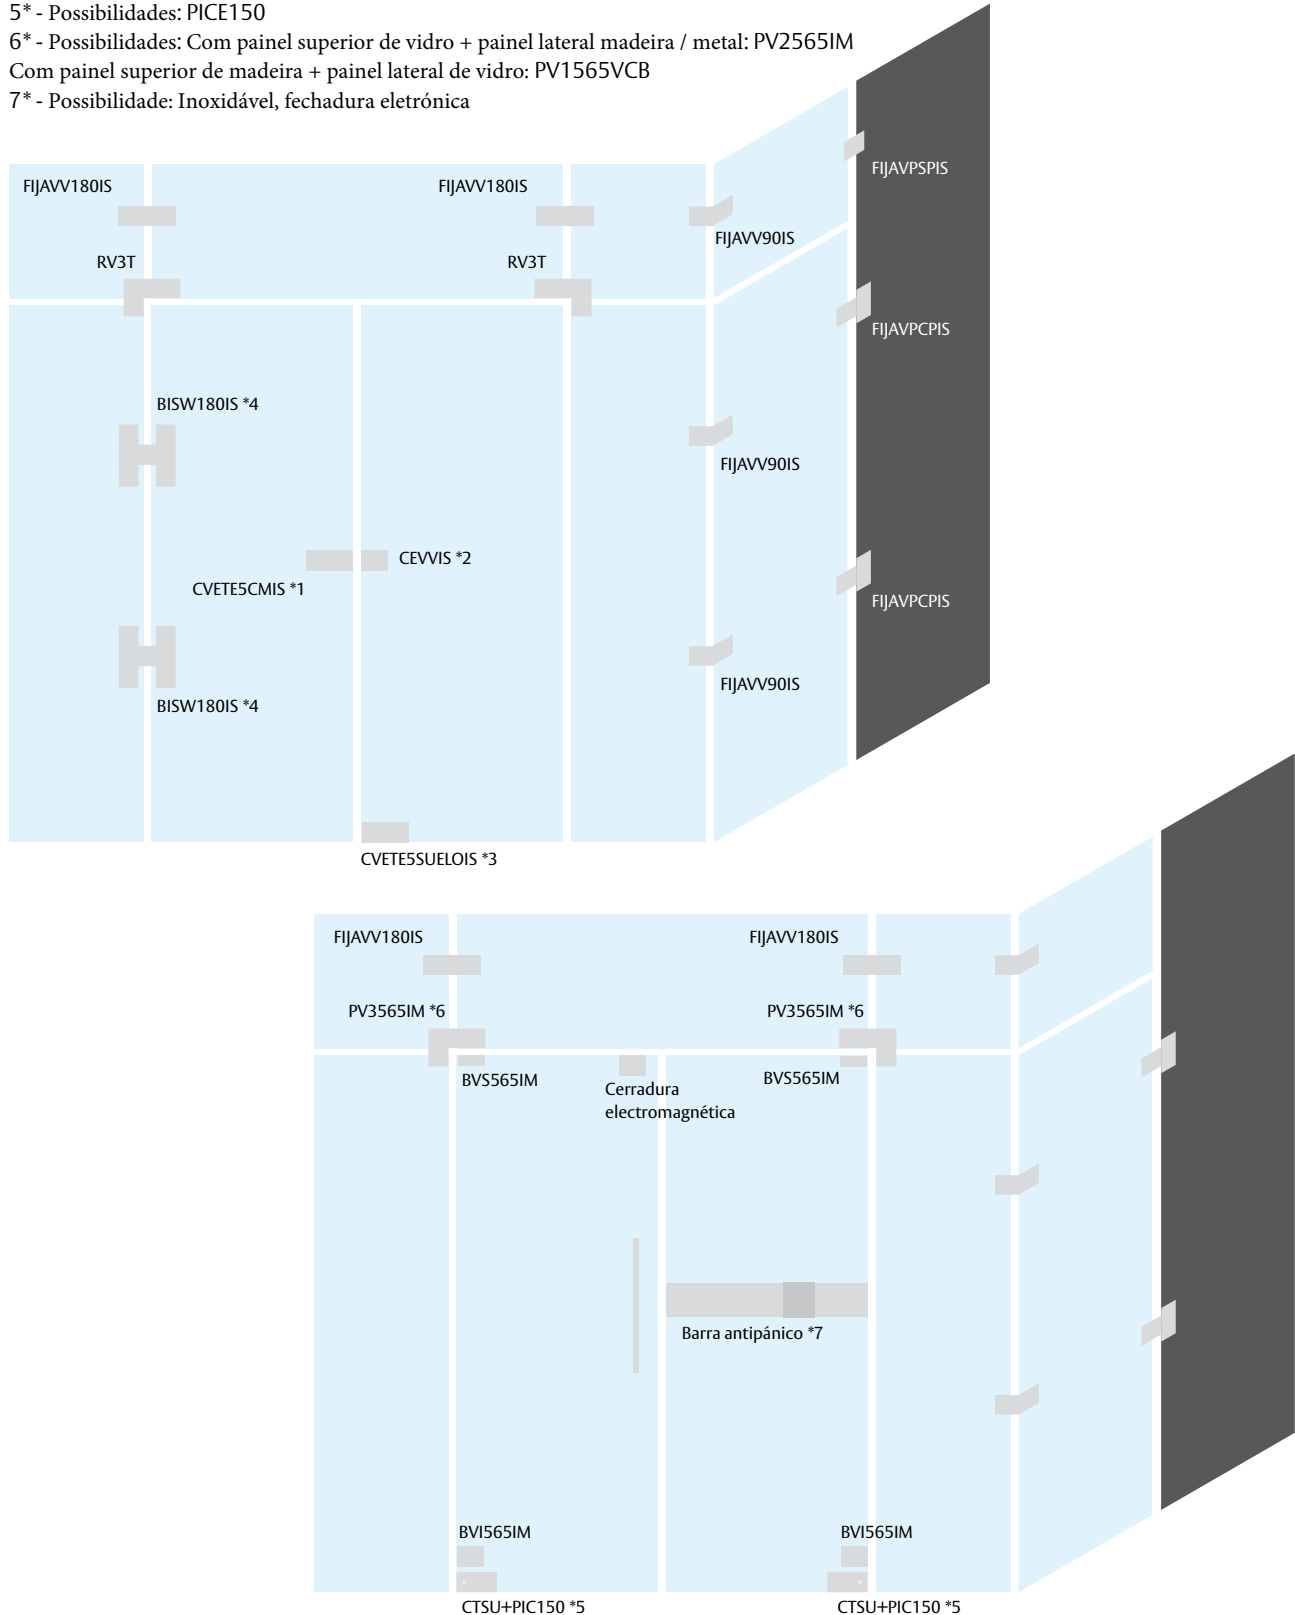 5* - Possibilidades: PICE150
6* - Possibilidades: Com painel superior de vidro + painel lateral madeira / metal: PV2565IM
Com painel superior de madeira + painel lateral de vidro: PV1565VCB
7* - Possibilidade: Inoxidável, fechadura eletrónica
FIJAVV180IS
FIJAVV180IS
FIJAVPSPIS
FIJAVV90IS
RV3T
RV3T
FIJAVPCPIS
BISW180IS *4
FIJAVV90IS
CEVVIS *2
CVETE5CMIS *1
FIJAVPCPIS
FIJAVV90IS
BISW180IS *4
CVETE5SUELOIS *3
FIJAVV180IS
FIJAVV180IS
PV3565IM *6
PV3565IM *6
BVS565IM
BVS565IM
Cerradura
electromagnética
Barra antipánico *7
BVI565IM
BVI565IM
CTSU+PIC150 *5
CTSU+PIC150 *5